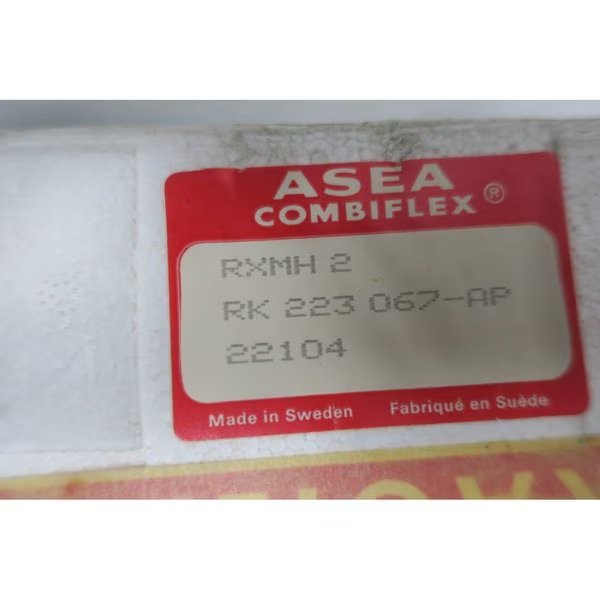 ASEA
COMBIFLEX®
RXMH 2
RK 223 067-AP
22104
Made in Sweden Fabriqué en Suède